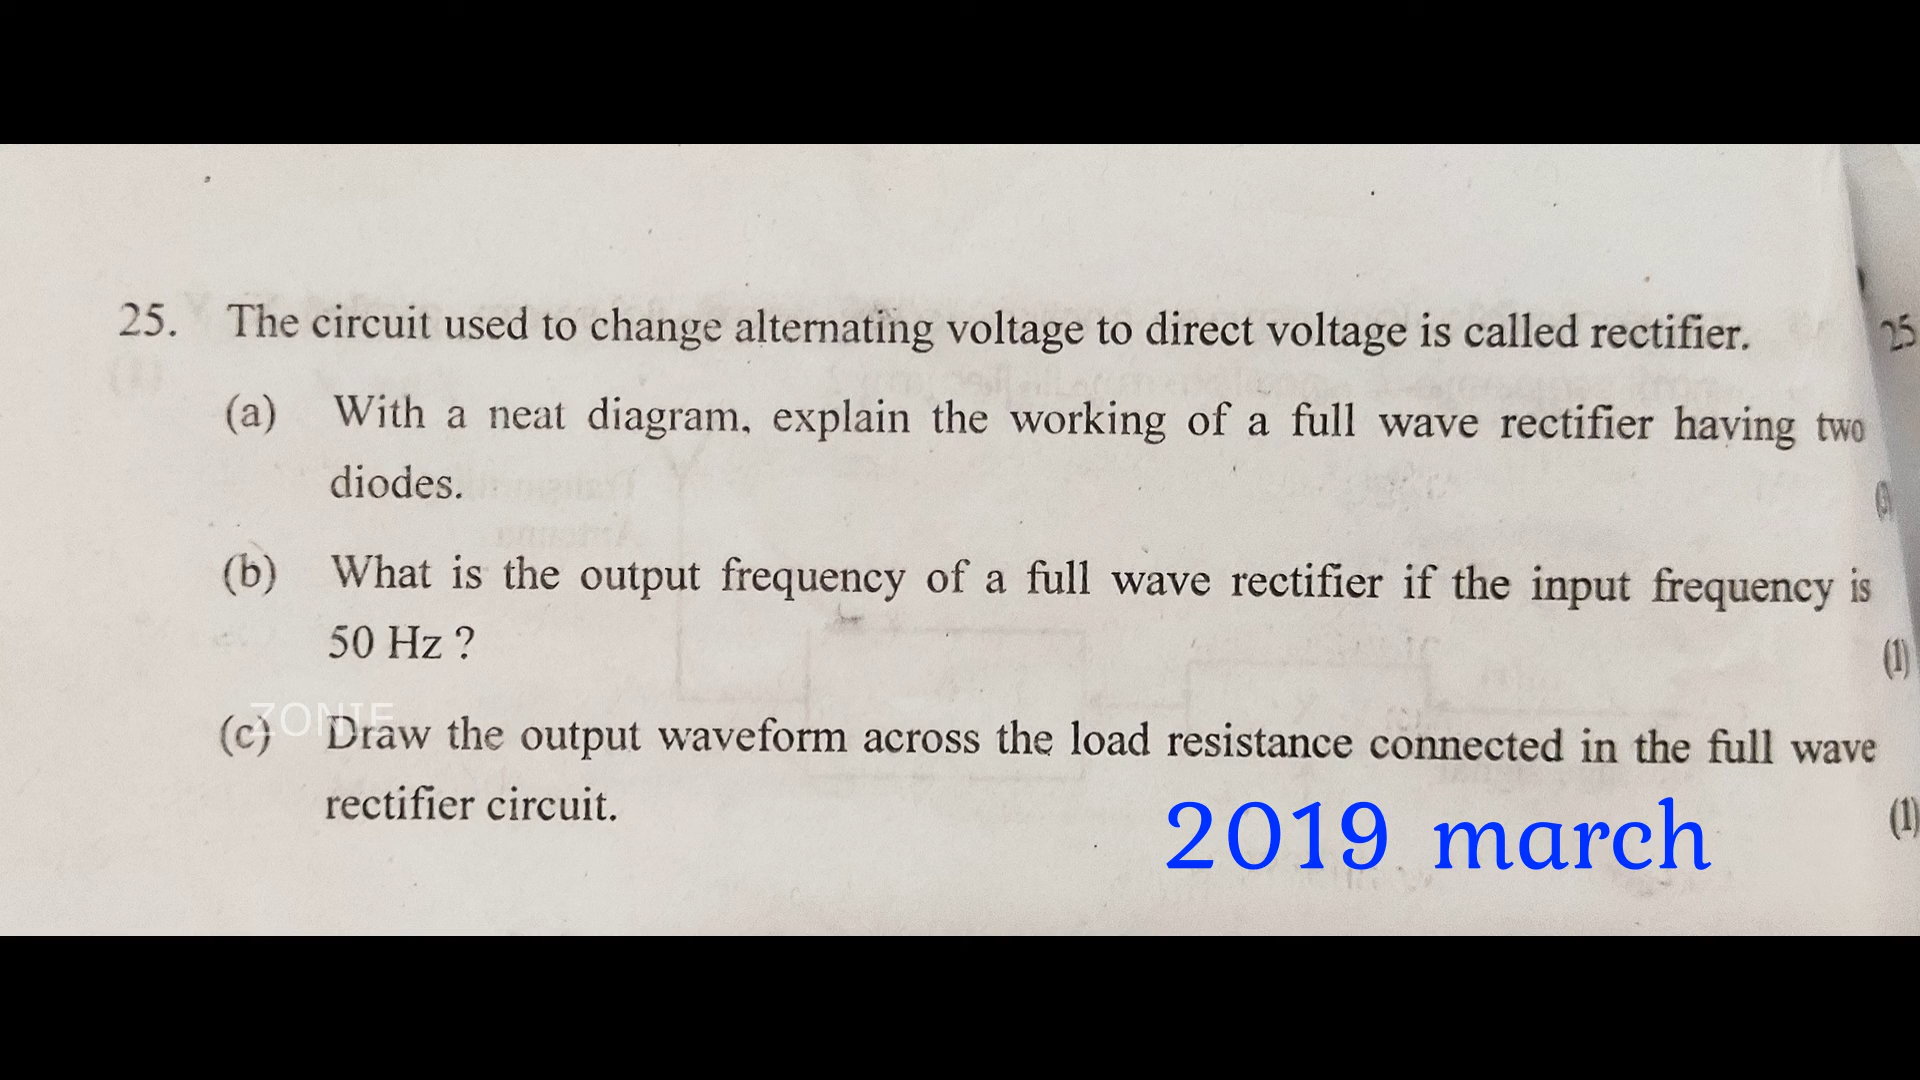 25. The circuit used to change alternating voltage to direct voltage is called rectifier. 25
(a) With a neat diagram, explain the working of a full wave rectifier having two
diodes.
(b) What is the output frequency of a full wave rectifier if the input frequency is
50 Hz ?
(1)
ZONIE
(c) Draw the output waveform across the load resistance connected in the full wave
rectifier circuit.
(1)
2019 march